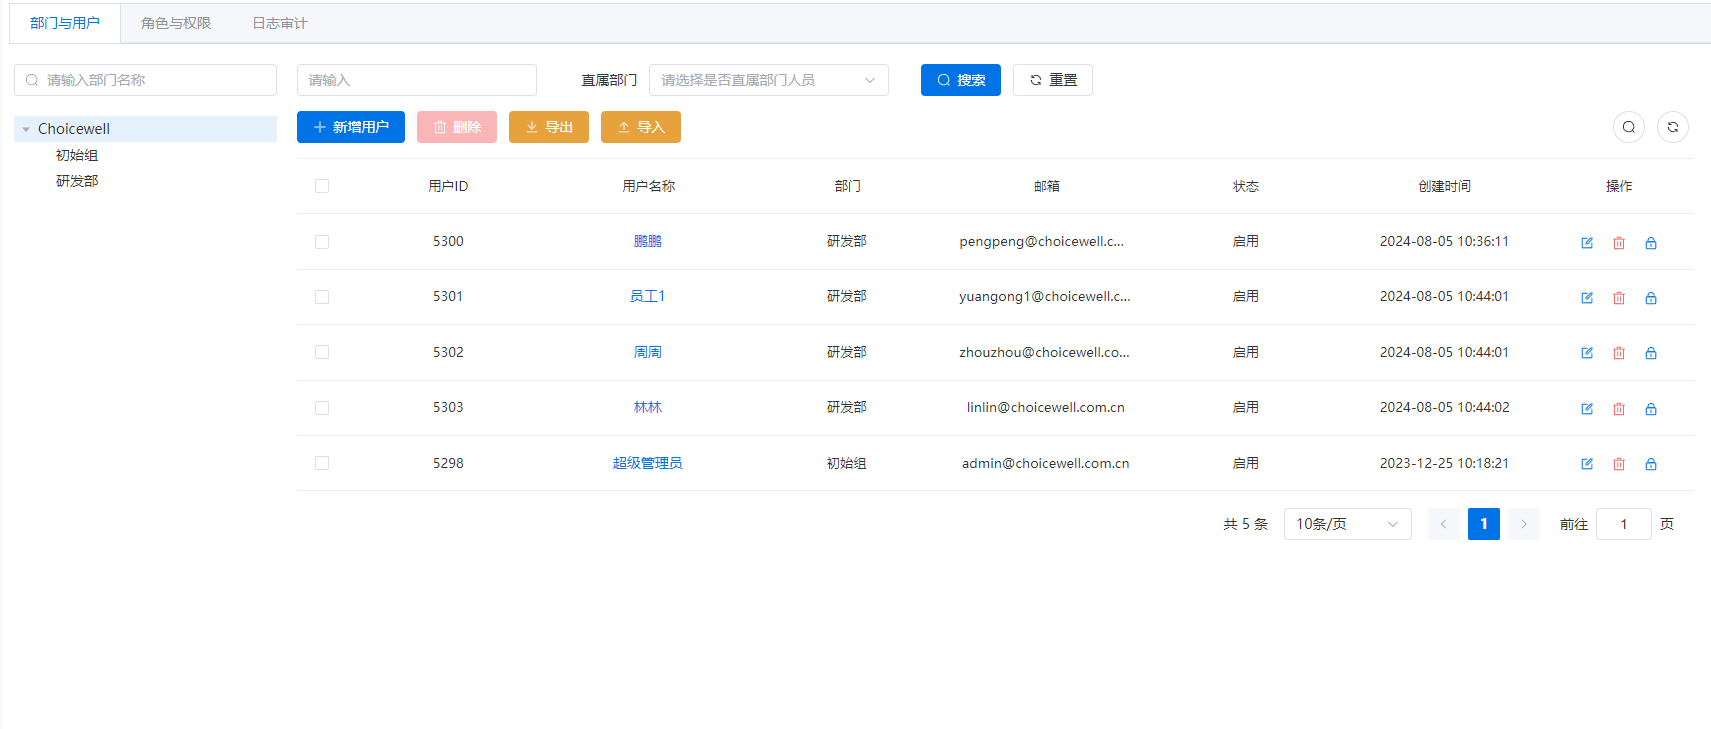 部门与用户 角色与权限 日志审计
请输入部门名称 请输入 直属部门 请选择是否直属部门人员 搜索 重置
新增用户 删除 导出 导入
Choicewell
初始组
研发部
用户ID 用户名称 部门 邮箱 状态 创建时间 操作
5300 鹏鹏 研发部 pengpeng@choicewell.c... 启用 2024-08-05 10:36:11
5301 员工1 研发部 yuangong1@choicewell.c... 启用 2024-08-05 10:44:01
5302 周周 研发部 zhouzhou@choicewell.co... 启用 2024-08-05 10:44:01
5303 林林 研发部 linlin@choicewell.com.cn 启用 2024-08-05 10:44:02
5298 超级管理员 初始组 admin@choicewell.com.cn 启用 2023-12-25 10:18:21
共 5 条 10条/页 1 前往 1 页